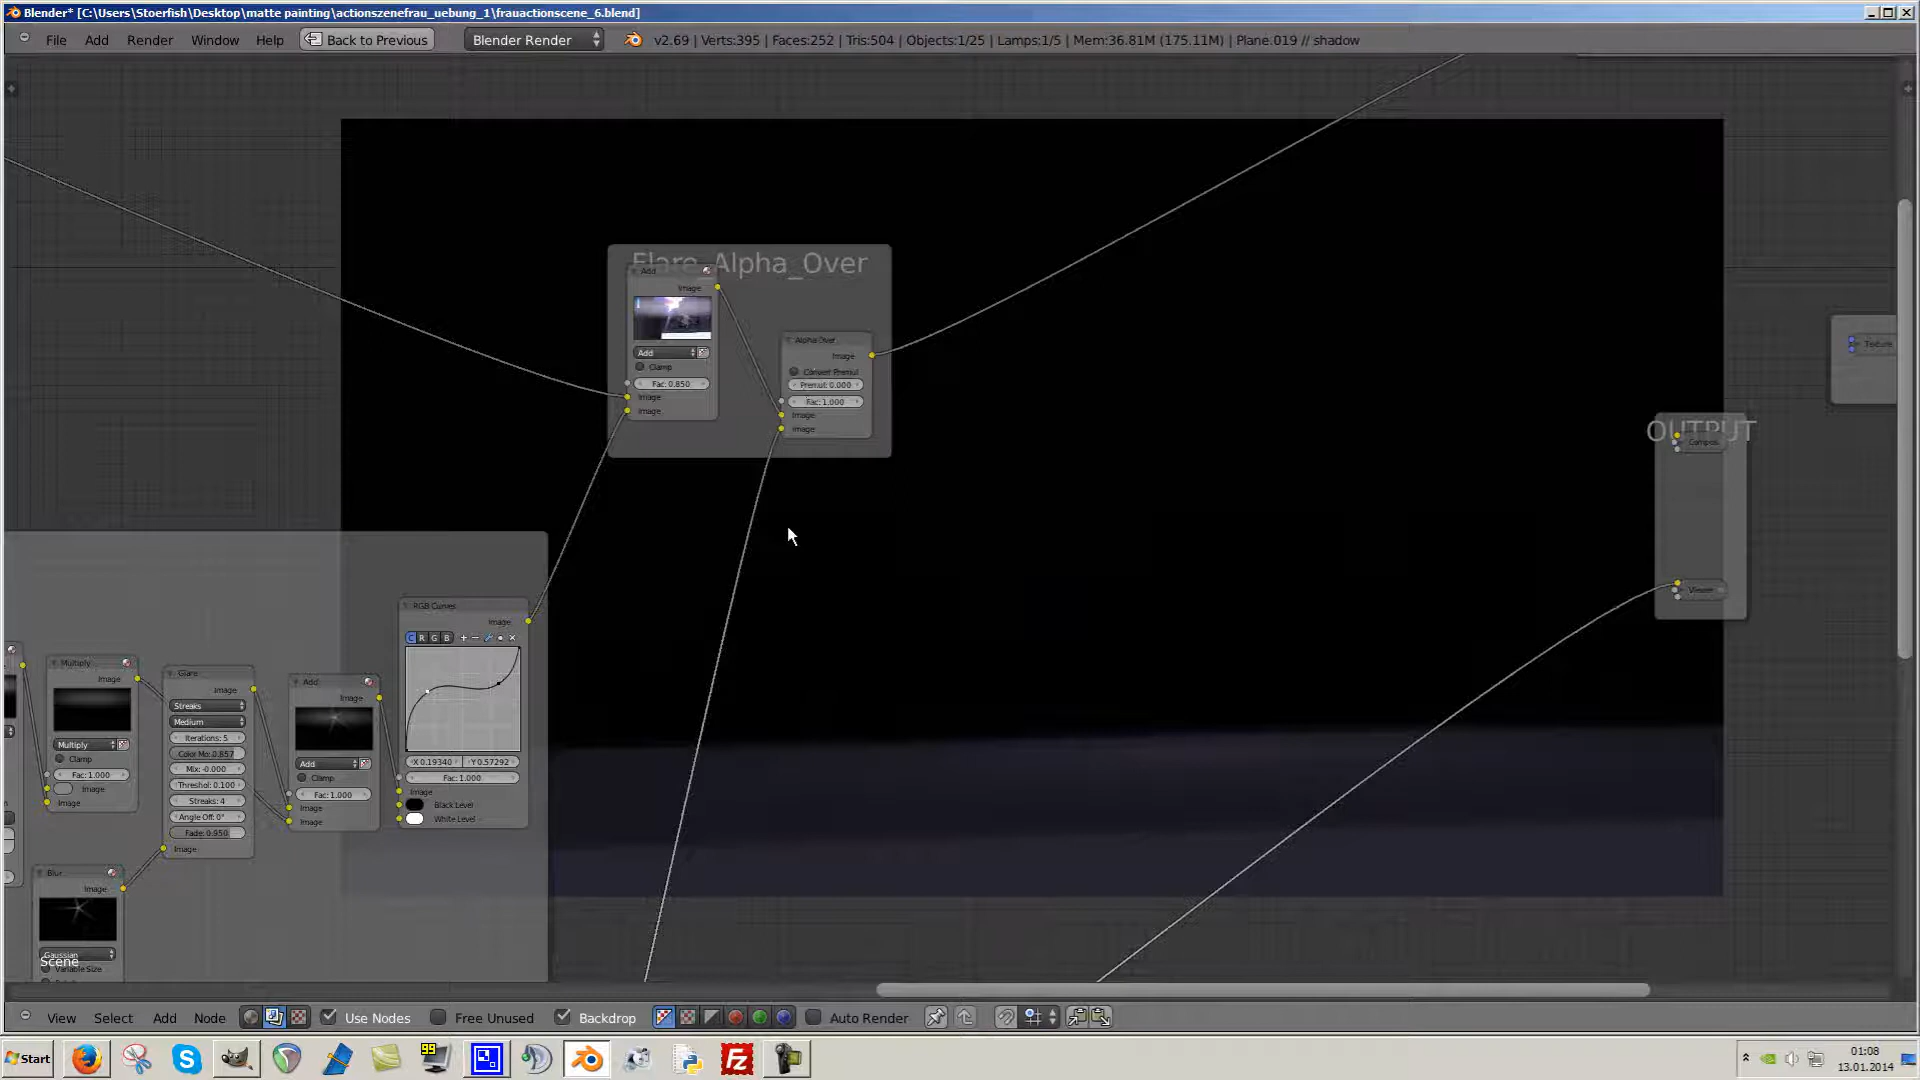 Blender* [C:\Users\Stoerfish\Desktop\matte painting\actionszenefrau_uebung_1\frauactionscene_6.blend]
File Add Render Window Help Back to Previous Blender Render v2.69 | Verts:395 | Faces:252 | Tris:504 | Objects:1/25 | Lamps:1/5 | Mem:36.81M (175.11M) | Plane.019 // shadow
Flare_Alpha_Over
Add
Image
Add
Clamp
Fac: 0.850
Image
Image
Alpha Over
Image
Convert Premul
Premul: 0.000
Fac: 1.000
Image
Image
Texture
OUTPUT
Viewer
RGB Curves
Image
C R G B
X 0.19340 Y 0.57292
Fac: 1.000
Image
Black Level
White Level
Multiply
Image
Multiply
Clamp
Fac: 1.000
Image
Image
Glare
Image
Streaks
Medium
Iterations: 5
Color Mo: 0.857
Mix: -0.000
Threshol: 0.100
Streaks: 4
Angle Off: 0°
Fade: 0.950
Image
Add
Image
Add
Clamp
Fac: 1.000
Image
Image
Blur
Image
Gaussian
Scene
Variable Size
View Select Add Node Use Nodes Free Unused Backdrop Auto Render
Start
99
01:08
13.01.2014